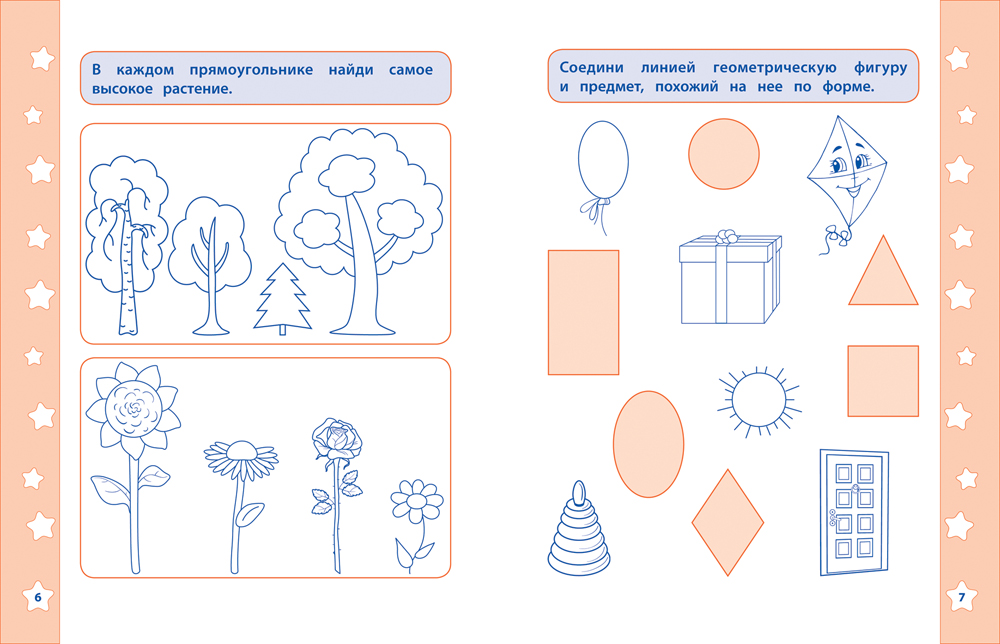 В каждом прямоугольнике найди самое
высокое растение.
6
Соедини линией геометрическую фигуру
и предмет, похожий на нее по форме.
7